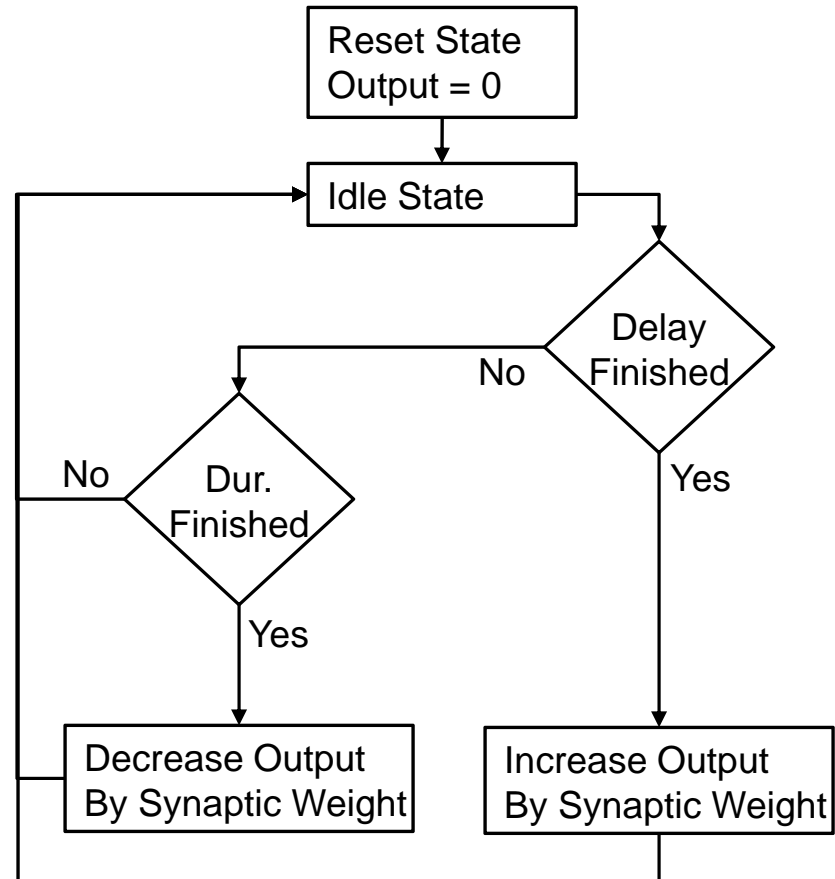 Reset State
Output = 0
Idle State
Delay
Finished
No
Yes
No
Dur.
Finished
Yes
Decrease Output
By Synaptic Weight
Increase Output
By Synaptic Weight